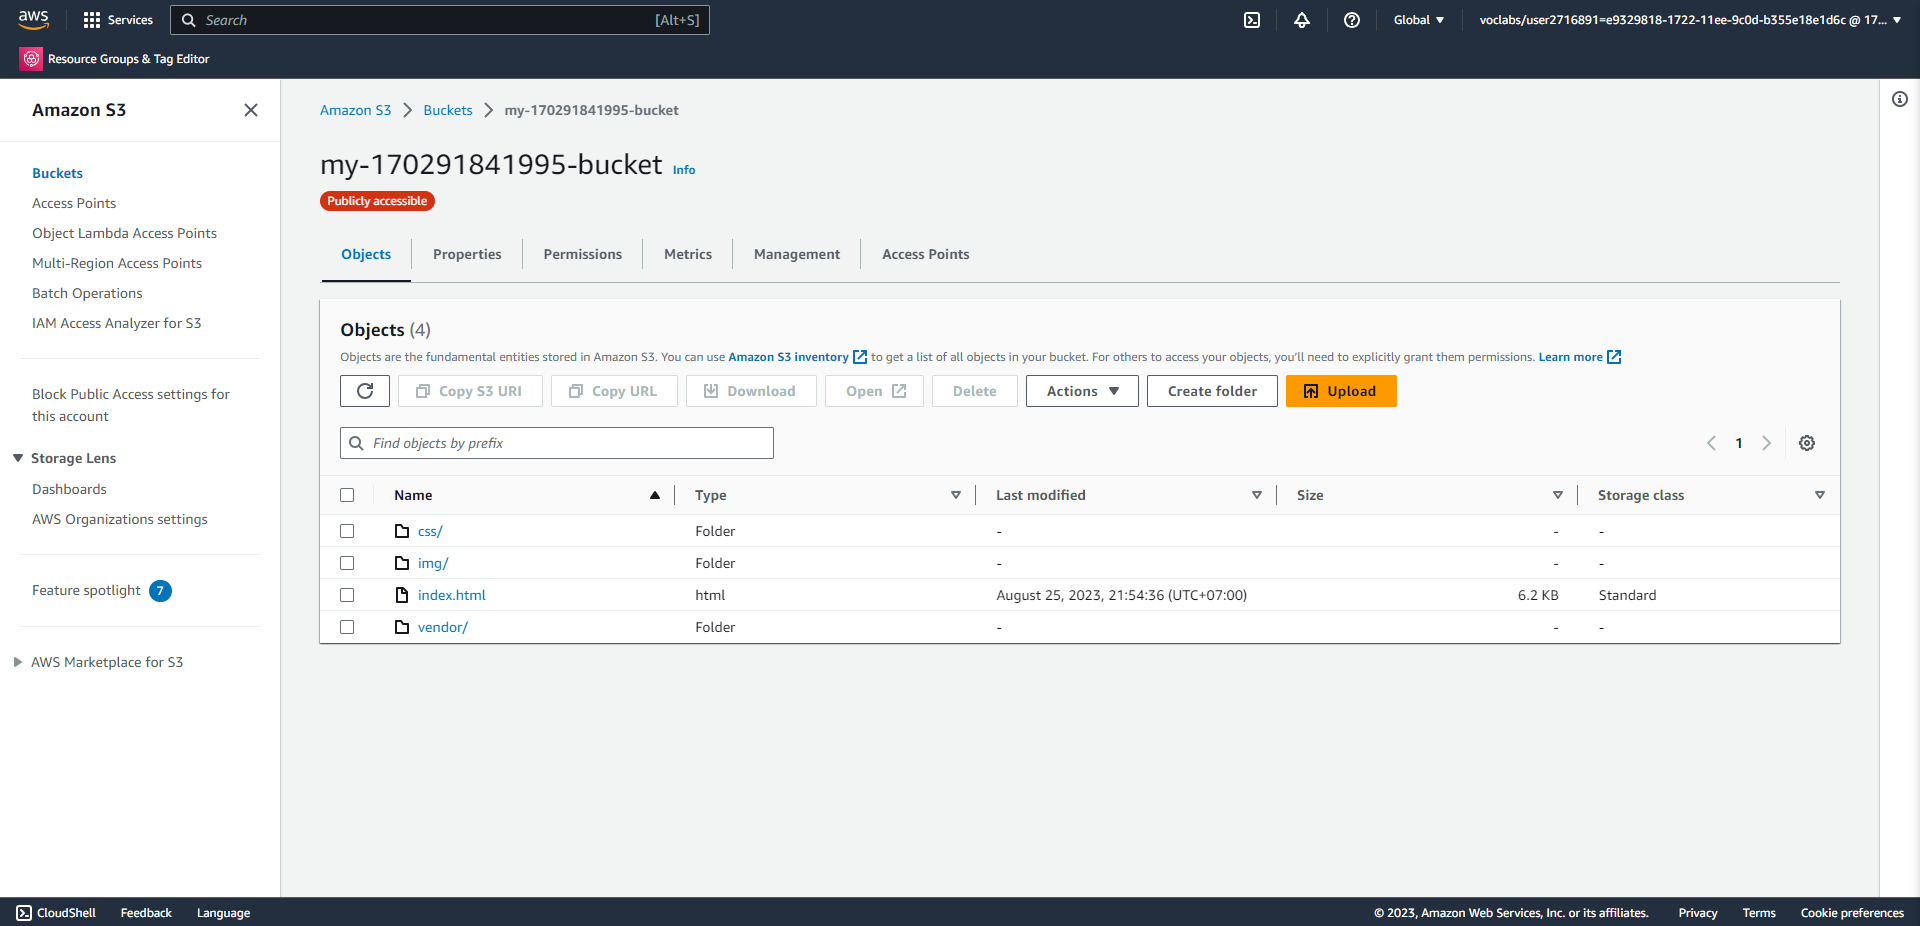 aws
Services
Search
[Alt+S]
Global
voclabs/user2716891=e9329818-1722-11ee-9c0d-b355e18e1d6c @ 17...
Resource Groups & Tag Editor
Amazon S3
Buckets
Access Points
Object Lambda Access Points
Multi-Region Access Points
Batch Operations
IAM Access Analyzer for S3
Block Public Access settings for
this account
Storage Lens
Dashboards
AWS Organizations settings
Feature spotlight 7
AWS Marketplace for S3
Amazon S3 > Buckets > my-170291841995-bucket
my-170291841995-bucket Info
Publicly accessible
Objects
Properties
Permissions
Metrics
Management
Access Points
Objects (4)
Objects are the fundamental entities stored in Amazon S3. You can use Amazon S3 inventory to get a list of all objects in your bucket. For others to access your objects, you'll need to explicitly grant them permissions. Learn more
Copy S3 URI
Copy URL
Download
Open
Delete
Actions
Create folder
Upload
Find objects by prefix
1
Name Type Last modified Size Storage class
css/ Folder - - -
img/ Folder - - -
index.html html August 25, 2023, 21:54:36 (UTC+07:00) 6.2 KB Standard
vendor/ Folder - - -
CloudShell
Feedback
Language
© 2023, Amazon Web Services, Inc. or its affiliates.
Privacy
Terms
Cookie preferences